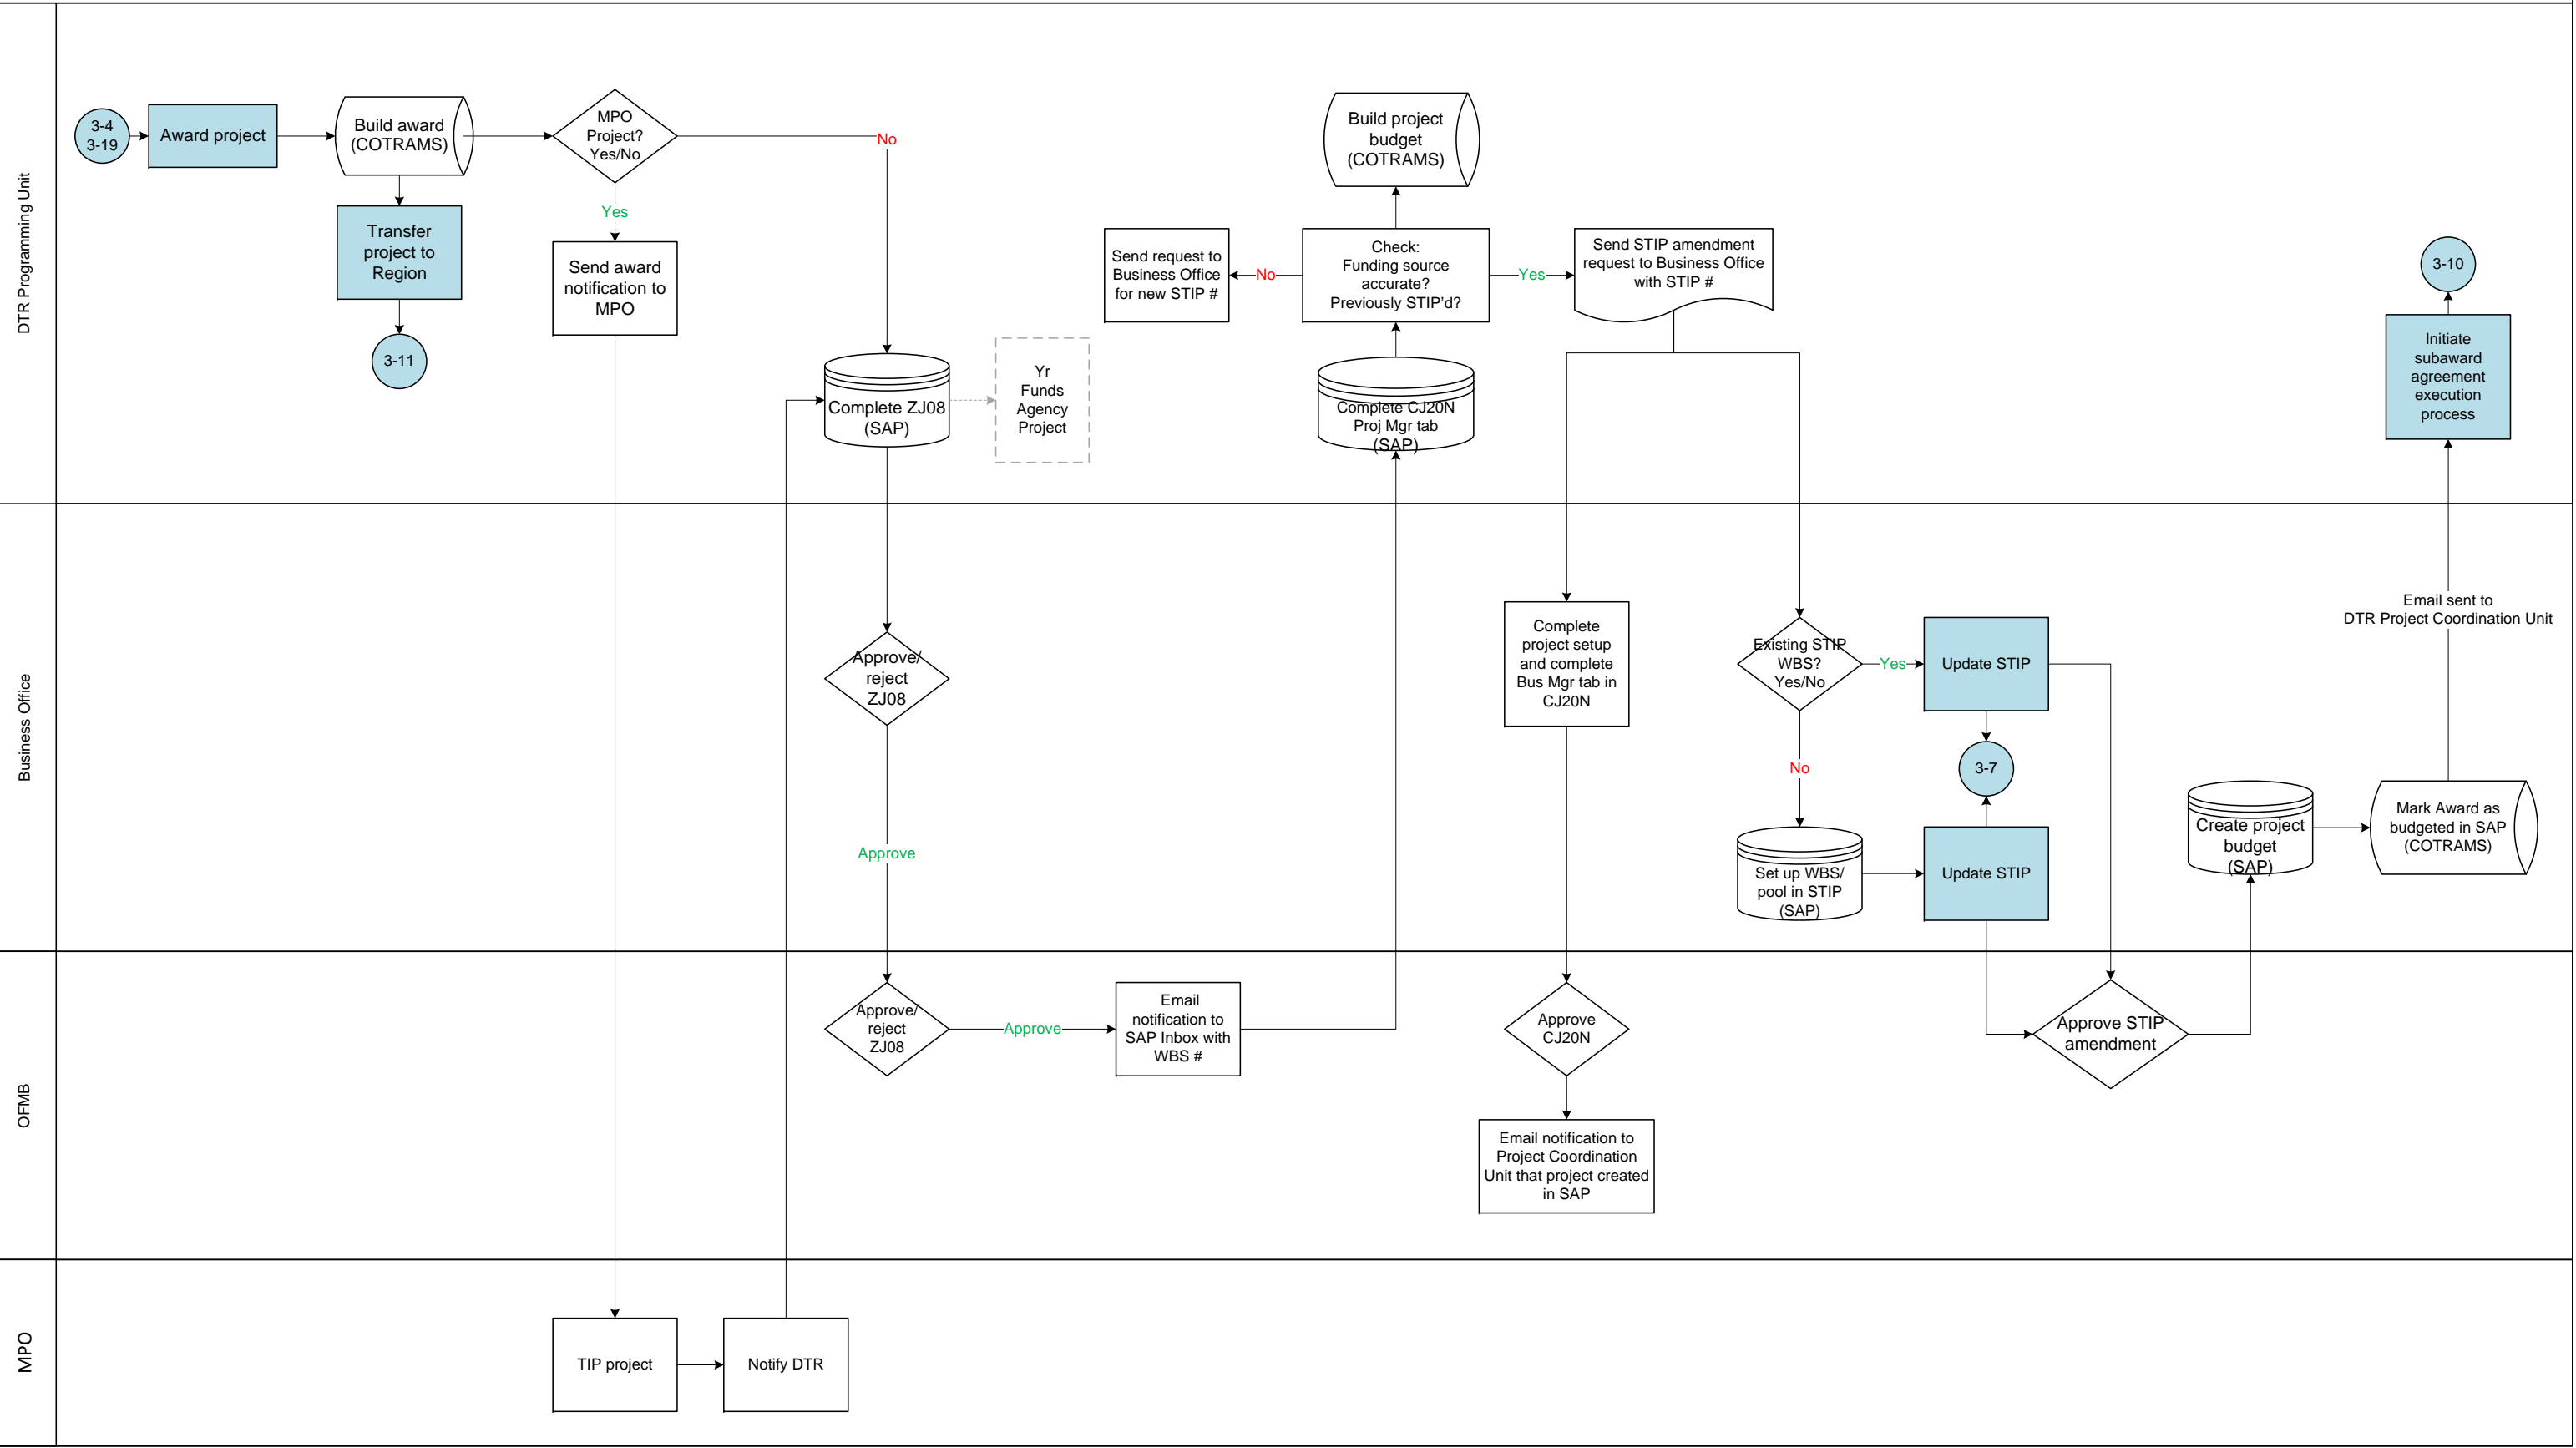 DTR Programming Unit
3-4
3-19
Award project
Build award
(COTRAMS)
Transfer
project to
Region
3-11
MPO
Project?
Yes/No
No
Yes
Send award
notification to
MPO
Complete ZJ08
(SAP)
Yr
Funds
Agency
Project
Build project
budget
(COTRAMS)
Send request to
Business Office
for new STIP #
No
Check:
Funding source
accurate?
Previously STIP'd?
Yes
Send STIP amendment
request to Business Office
with STIP #
Complete CJ20N
Proj Mgr tab
(SAP)
3-10
Initiate
subaward
agreement
execution
process
Business Office
Approve/
reject
ZJ08
Approve
Complete
project setup
and complete
Bus Mgr tab in
CJ20N
Existing STIP
WBS?
Yes/No
Yes
Update STIP
No
3-7
Set up WBS/
pool in STIP
(SAP)
Update STIP
Create project
budget
(SAP)
Mark Award as
budgeted in SAP
(COTRAMS)
Email sent to
DTR Project Coordination Unit
OFMB
Approve/
reject
ZJ08
Approve
Email
notification to
SAP Inbox with
WBS #
Approve
CJ20N
Approve STIP
amendment
Email notification to
Project Coordination
Unit that project created
in SAP
MPO
TIP project
Notify DTR